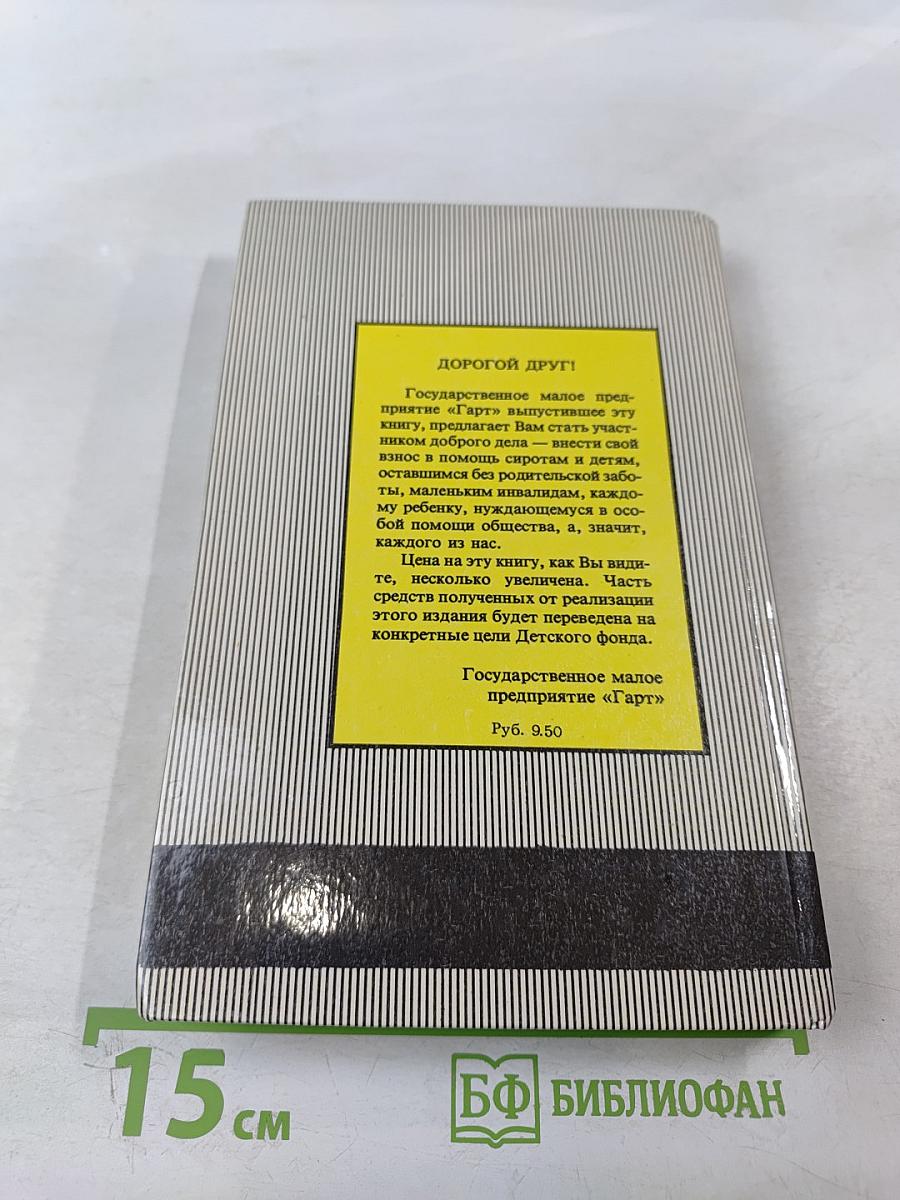 ДОРОГОЙ ДРУГ!
Государственное малое пред-
приятие «Гарт» выпустившее эту
книгу, предлагает Вам стать участ-
ником доброго дела — внести свой
взнос в помощь сиротам и детям,
оставшимся без родительской забо-
ты, маленьким инвалидам, каждо-
му ребенку, нуждающемуся в осо-
бой помощи общества, а, значит,
каждого из нас.
Цена на эту книгу, как Вы види-
те, несколько увеличена. Часть
средств полученных от реализации
этого издания будет переведена на
конкретные цели Детского фонда.
Государственное малое
предприятие «Гарт»
Руб. 9.50
15 см
БФ БИБЛИОФАН